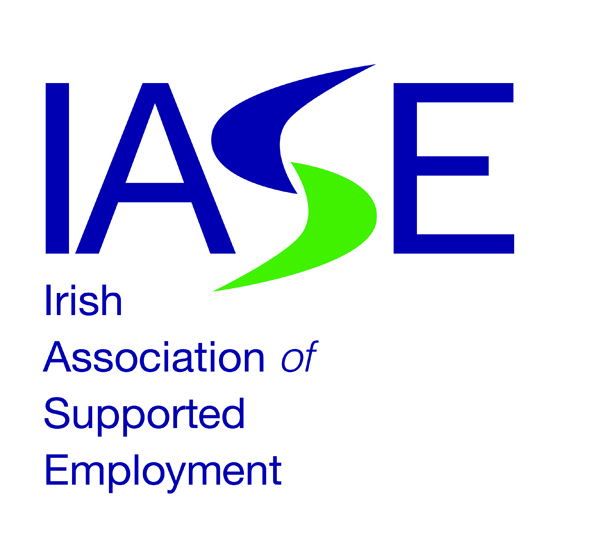 IASE
Irish
Association of
Supported
Employment